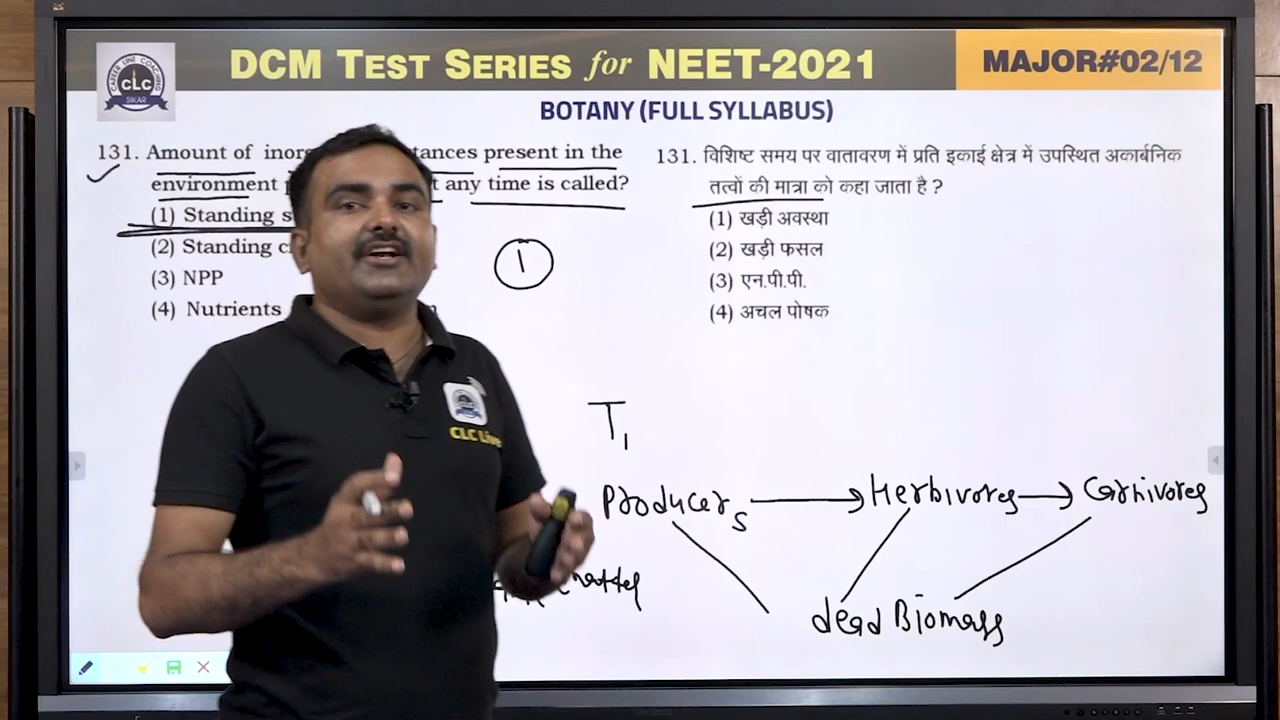 DCM TEST SERIES for NEET-2021
MAJOR#02/12
CAREER LINE COACHING
CLC
SIKAR
BOTANY (FULL SYLLABUS)
131. Amount of present in the
environment any time is called?
(1) Standing
(2) Standing
(3) NPP
(4) Nutrients
1
131. विशिष्ट समय पर वातावरण में प्रति इकाई क्षेत्र में उपस्थित अकार्बनिक
तत्वों की मात्रा को कहा जाता है ?
(1) खड़ी अवस्था
(2) खड़ी फसल
(3) एन.पी.पी.
(4) अचल पोषक
T1
Producers Herbivores Carnivores
dead Biomass
CLC Live